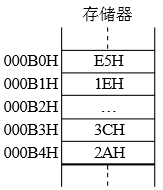 存储器
000B0H E5H
000B1H 1EH
000B2H …
000B3H 3CH
000B4H 2AH